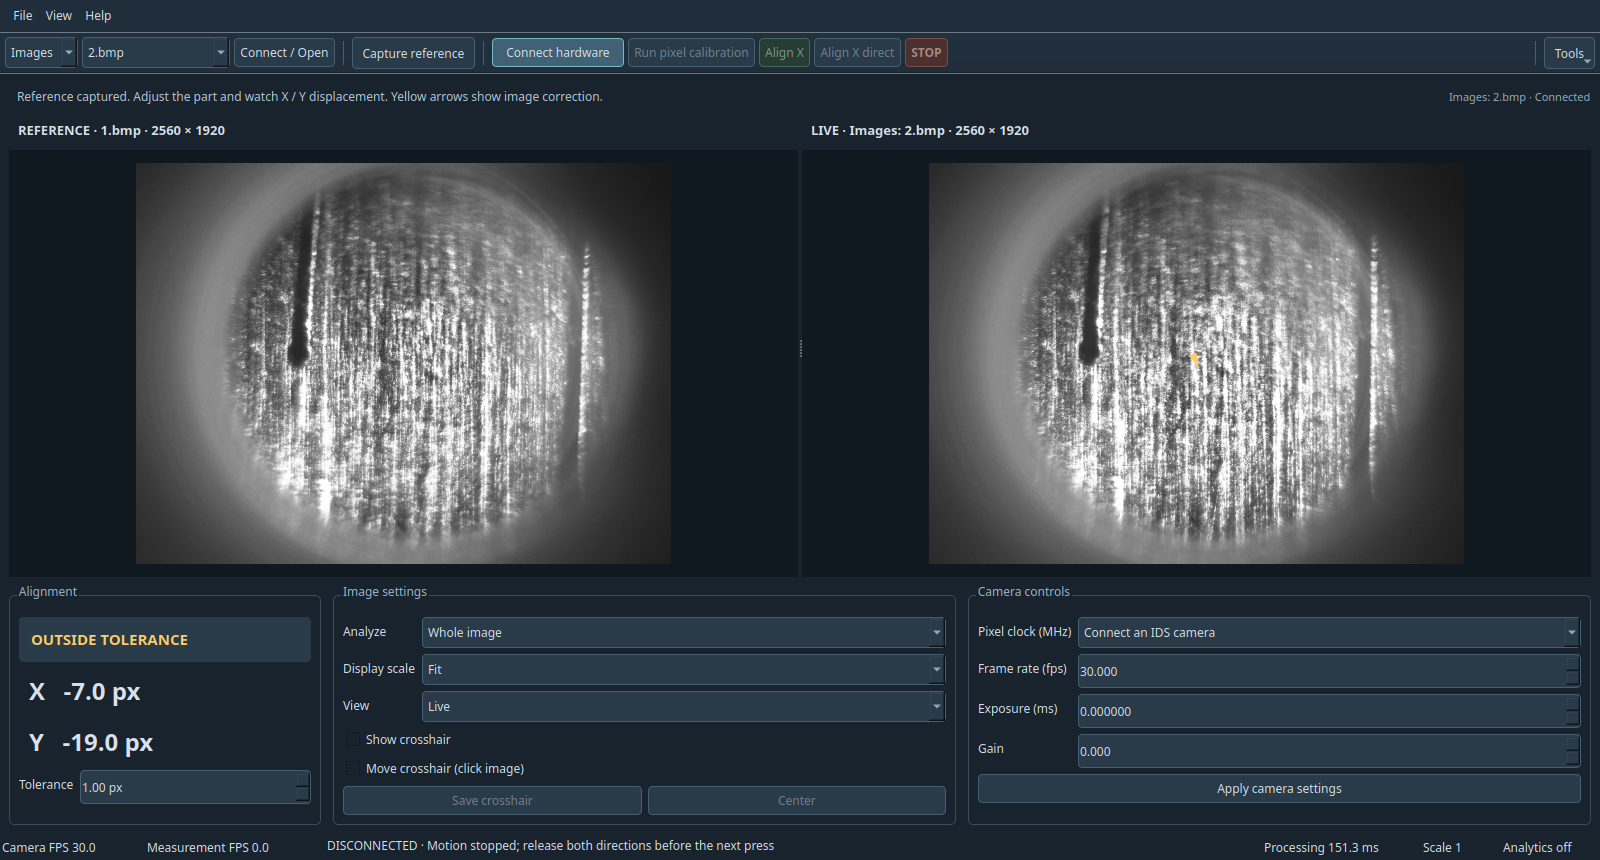 File View Help
Images 2.bmp Connect / Open Capture reference Connect hardware Run pixel calibration Align X Align X direct STOP Tools
Reference captured. Adjust the part and watch X / Y displacement. Yellow arrows show image correction. Images: 2.bmp · Connected
REFERENCE · 1.bmp · 2560 × 1920 LIVE · Images: 2.bmp · 2560 × 1920
Alignment
OUTSIDE TOLERANCE
X -7.0 px
Y -19.0 px
Tolerance 1.00 px
Image settings
Analyze Whole image
Display scale Fit
View Live
Show crosshair
Move crosshair (click image)
Save crosshair Center
Camera controls
Pixel clock (MHz) Connect an IDS camera
Frame rate (fps) 30.000
Exposure (ms) 0.000000
Gain 0.000
Apply camera settings
Camera FPS 30.0 Measurement FPS 0.0 DISCONNECTED · Motion stopped; release both directions before the next press Processing 151.3 ms Scale 1 Analytics off